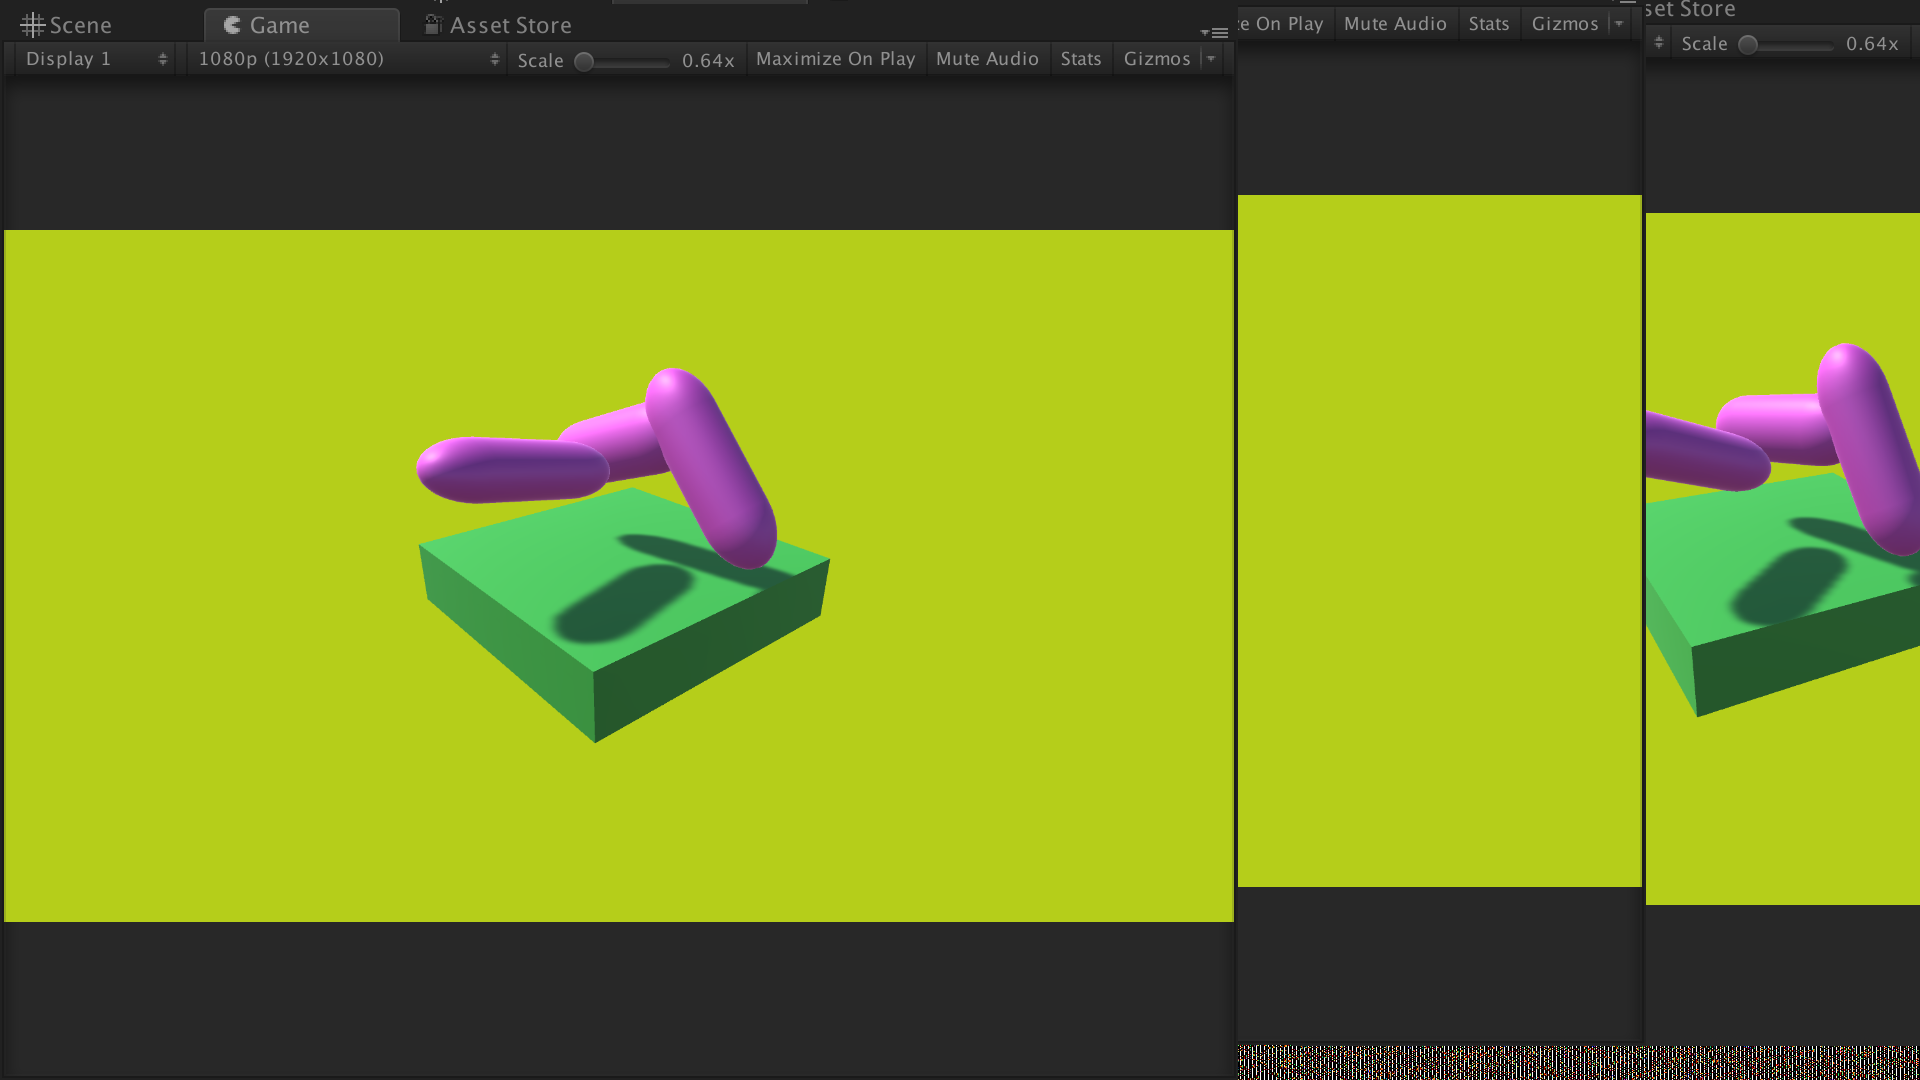 Scene
Game
Asset Store
Display 1
1080p (1920x1080)
Scale
0.64x
Maximize On Play
Mute Audio
Stats
Gizmos
On Play
Mute Audio
Stats
Gizmos
Store
Scale
0.64x